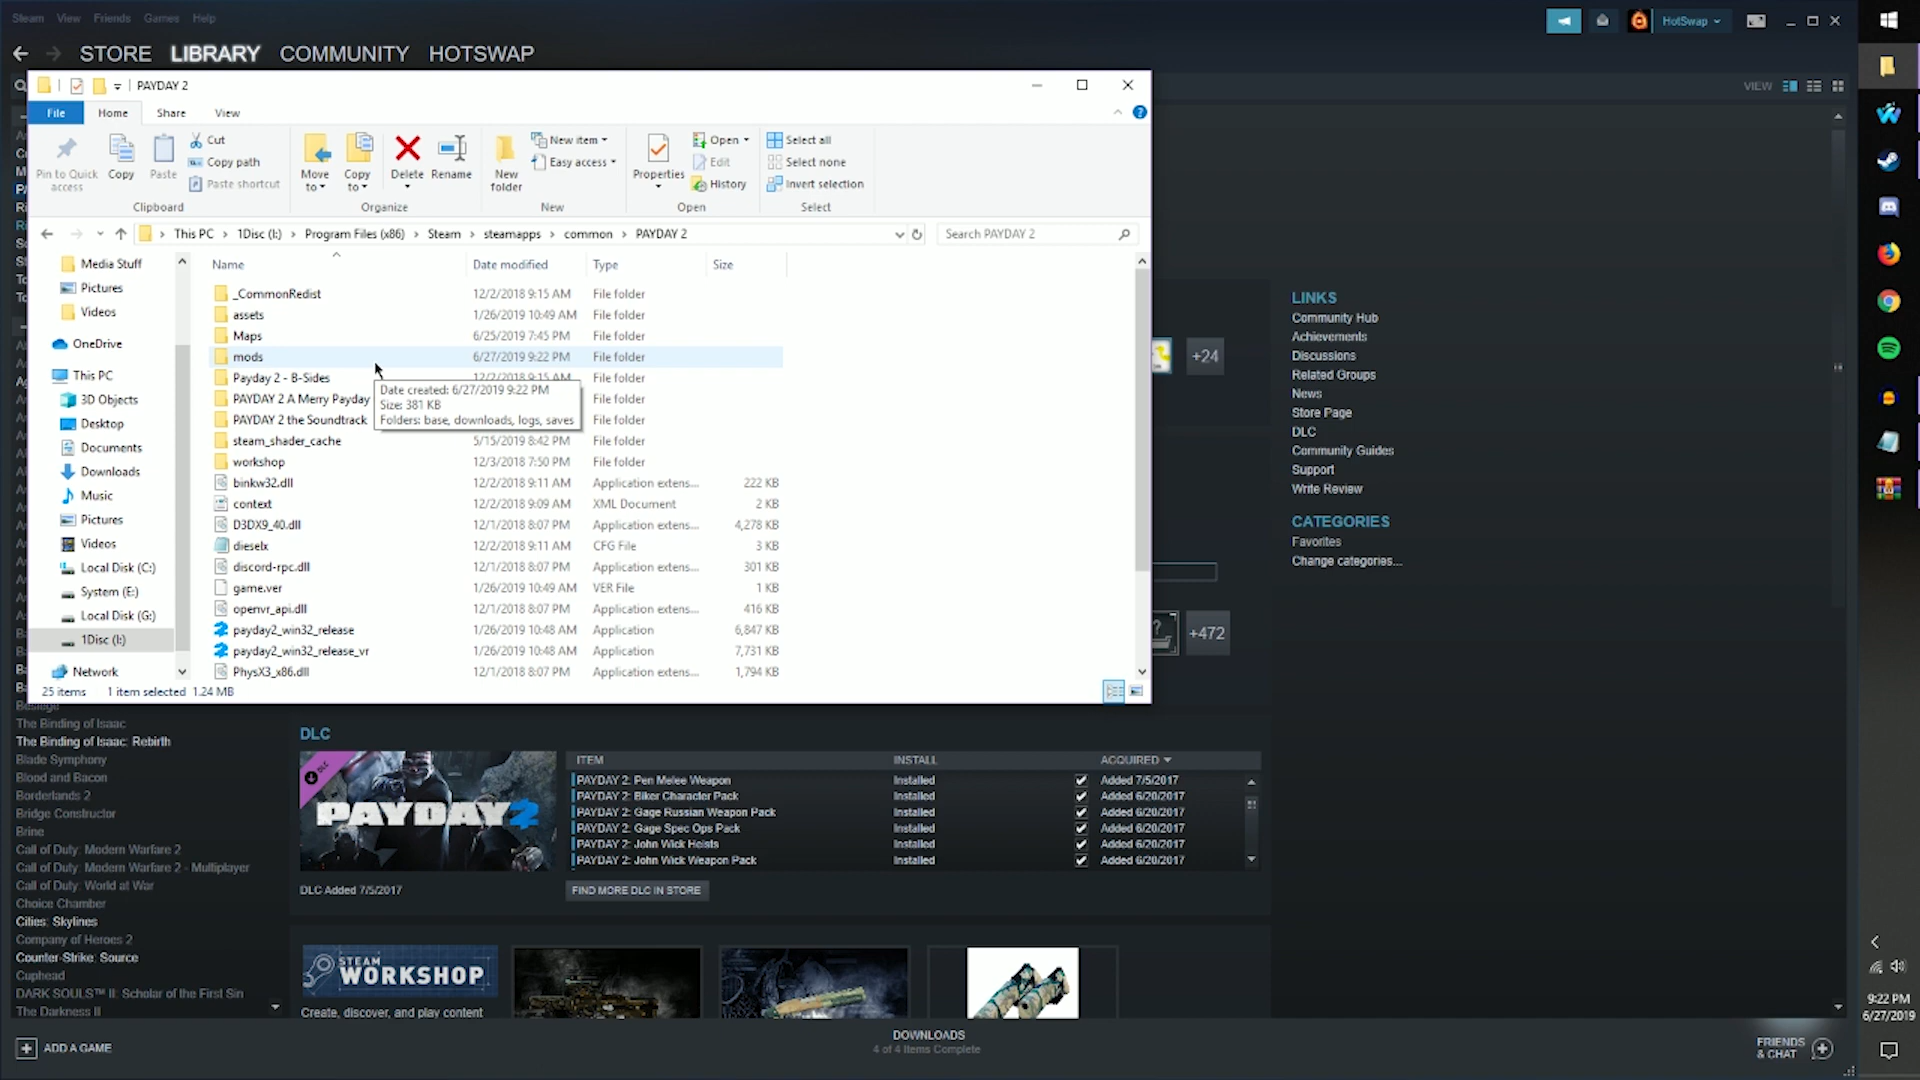 Steam View Friends Games Help
HotSwap
STORE LIBRARY COMMUNITY HOTSWAP
VIEW
PAYDAY 2
File Home Share View
Pin to Quick access
Copy
Paste
Cut
Copy path
Paste shortcut
Clipboard
Move to
Copy to
Delete
Rename
Organize
New folder
New item
Easy access
New
Properties
Open
Edit
History
Open
Select all
Select none
Invert selection
Select
This PC > 1Disc (I:) > Program Files (x86) > Steam > steamapps > common > PAYDAY 2
Search PAYDAY 2
Media Stuff
Pictures
Videos
OneDrive
This PC
3D Objects
Desktop
Documents
Downloads
Music
Pictures
Videos
Local Disk (C:)
System (E:)
Local Disk (G:)
1Disc (I:)
Network
Name Date modified Type Size
_CommonRedist 12/2/2018 9:15 AM File folder
assets 1/26/2019 10:49 AM File folder
Maps 6/25/2019 7:45 PM File folder
mods 6/27/2019 9:22 PM File folder
Payday 2 - B-Sides 12/2/2018 9:15 AM File folder
PAYDAY 2 A Merry Payday File folder
PAYDAY 2 the Soundtrack File folder
steam_shader_cache 5/15/2019 8:42 PM File folder
workshop 12/3/2018 7:50 PM File folder
binkw32.dll 12/2/2018 9:11 AM Application extens... 222 KB
context 12/2/2018 9:09 AM XML Document 2 KB
D3DX9_40.dll 12/1/2018 8:07 PM Application extens... 4,278 KB
dieselx 12/2/2018 9:11 AM CFG File 3 KB
discord-rpc.dll 12/1/2018 8:07 PM Application extens... 301 KB
game.ver 1/26/2019 10:49 AM VER File 1 KB
openvr_api.dll 12/1/2018 8:07 PM Application extens... 416 KB
payday2_win32_release 1/26/2019 10:48 AM Application 6,847 KB
payday2_win32_release_vr 1/26/2019 10:48 AM Application 7,731 KB
PhysX3_x86.dll 12/1/2018 8:07 PM Application extens... 1,794 KB
Date created: 6/27/2019 9:22 PM
Size: 381 KB
Folders: base, downloads, logs, saves
25 items 1 item selected 1.24 MB
+24
+472
LINKS
Community Hub
Achievements
Discussions
Related Groups
News
Store Page
DLC
Community Guides
Support
Write Review
CATEGORIES
Favorites
Change categories...
Besiege
The Binding of Isaac
The Binding of Isaac: Rebirth
Blade Symphony
Blood and Bacon
Borderlands 2
Bridge Constructor
Brine
Call of Duty: Modern Warfare 2
Call of Duty: Modern Warfare 2 - Multiplayer
Call of Duty: World at War
Choice Chamber
Cities: Skylines
Company of Heroes 2
Counter-Strike: Source
Cuphead
DARK SOULS™ II: Scholar of the First Sin
The Darkness II
DLC
DLC
PAYDAY 2
DLC Added 7/5/2017
ITEM INSTALL ACQUIRED
PAYDAY 2: Pen Melee Weapon Installed Added 7/5/2017
PAYDAY 2: Biker Character Pack Installed Added 6/20/2017
PAYDAY 2: Gage Russian Weapon Pack Installed Added 6/20/2017
PAYDAY 2: Gage Spec Ops Pack Installed Added 6/20/2017
PAYDAY 2: John Wick Heists Installed Added 6/20/2017
PAYDAY 2: John Wick Weapon Pack Installed Added 6/20/2017
FIND MORE DLC IN STORE
STEAM WORKSHOP
Create, discover, and play content
ADD A GAME
DOWNLOADS
4 of 4 Items Complete
FRIENDS & CHAT
9:22 PM
6/27/2019